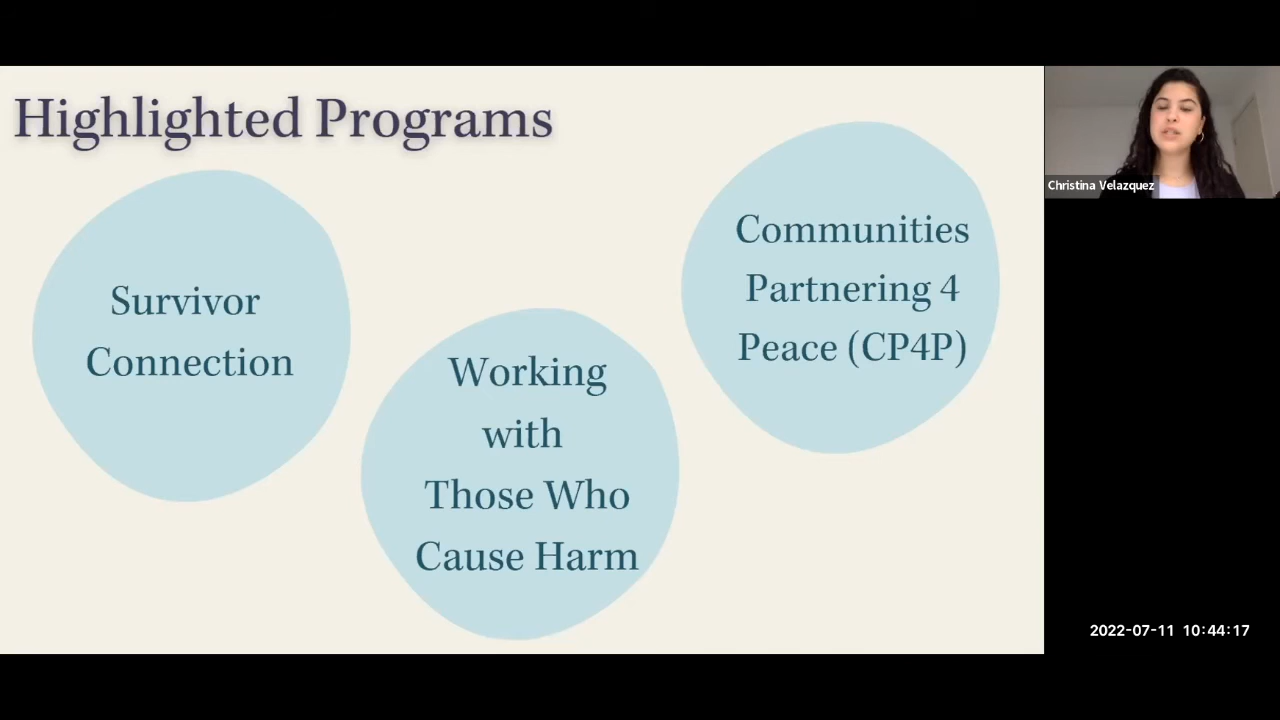 Highlighted Programs
Survivor
Connection
Working
with
Those Who
Cause Harm
Communities
Partnering 4
Peace (CP4P)
Christina Velazquez
2022-07-11 10:44:17